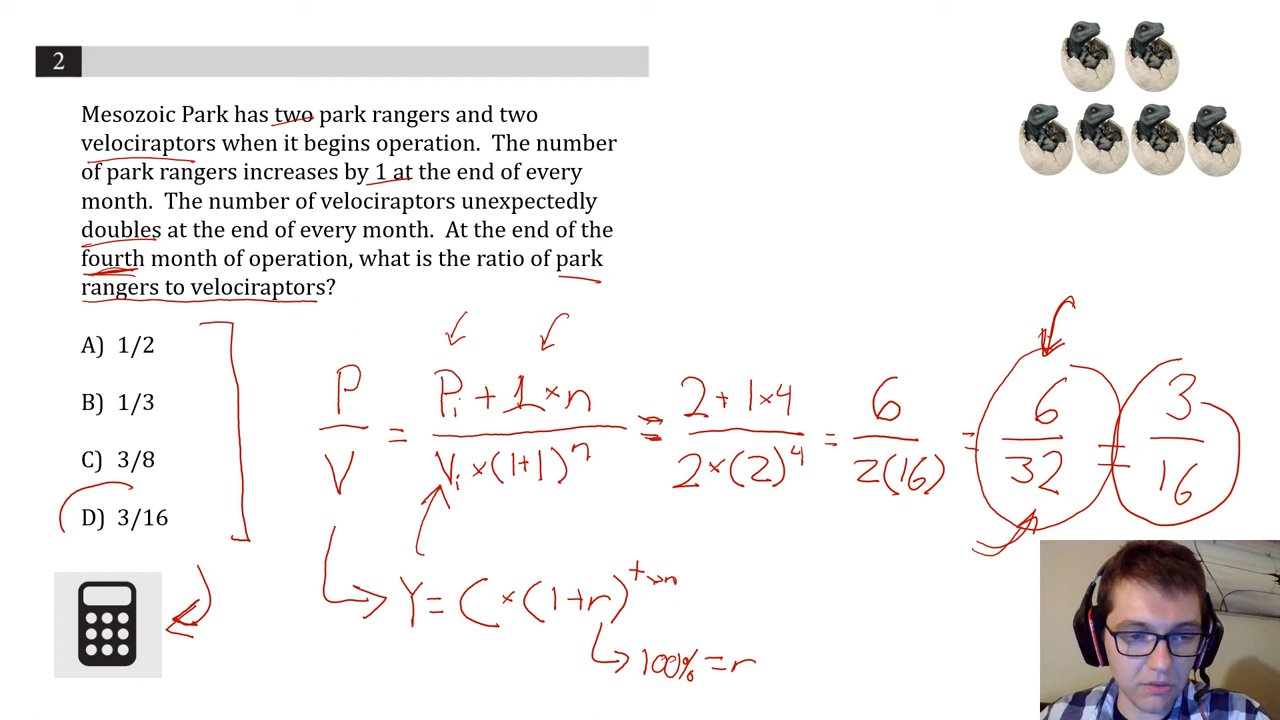 2
Mesozoic Park has two park rangers and two
velociraptors when it begins operation. The number
of park rangers increases by 1 at the end of every
month. The number of velociraptors unexpectedly
doubles at the end of every month. At the end of the
fourth month of operation, what is the ratio of park
rangers to velociraptors?
A) 1/2
B) 1/3
C) 3/8
D) 3/16
P/V = (Pi + 1 × n)/(Vi × (1+1)^n) = (2 + 1×4)/(2 × (2)^4) = 6/(2(16)) = 6/32 = 3/16
Y = C × (1+r)^t
100% = r